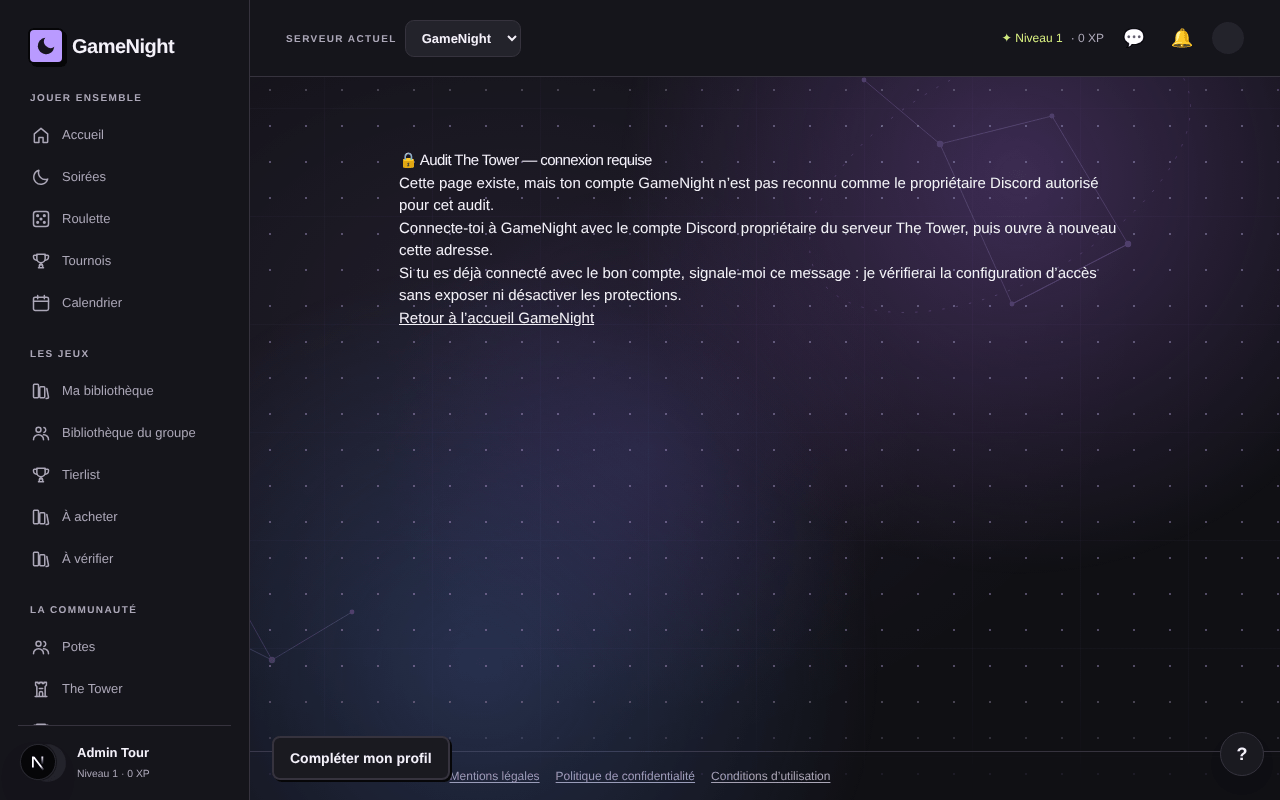 GameNight
JOUER ENSEMBLE
Accueil
Soirées
Roulette
Tournois
Calendrier
LES JEUX
Ma bibliothèque
Bibliothèque du groupe
Tierlist
À acheter
À vérifier
LA COMMUNAUTÉ
Potes
The Tower
N
Admin Tour
Niveau 1 · 0 XP
SERVEUR ACTUEL
GameNight
✦ Niveau 1 · 0 XP
🔒 Audit The Tower — connexion requise
Cette page existe, mais ton compte GameNight n’est pas reconnu comme le propriétaire Discord autorisé
pour cet audit.
Connecte-toi à GameNight avec le compte Discord propriétaire du serveur The Tower, puis ouvre à nouveau
cette adresse.
Si tu es déjà connecté avec le bon compte, signale-moi ce message : je vérifierai la configuration d’accès
sans exposer ni désactiver les protections.
Retour à l’accueil GameNight
Compléter mon profil
Mentions légales Politique de confidentialité Conditions d’utilisation
?